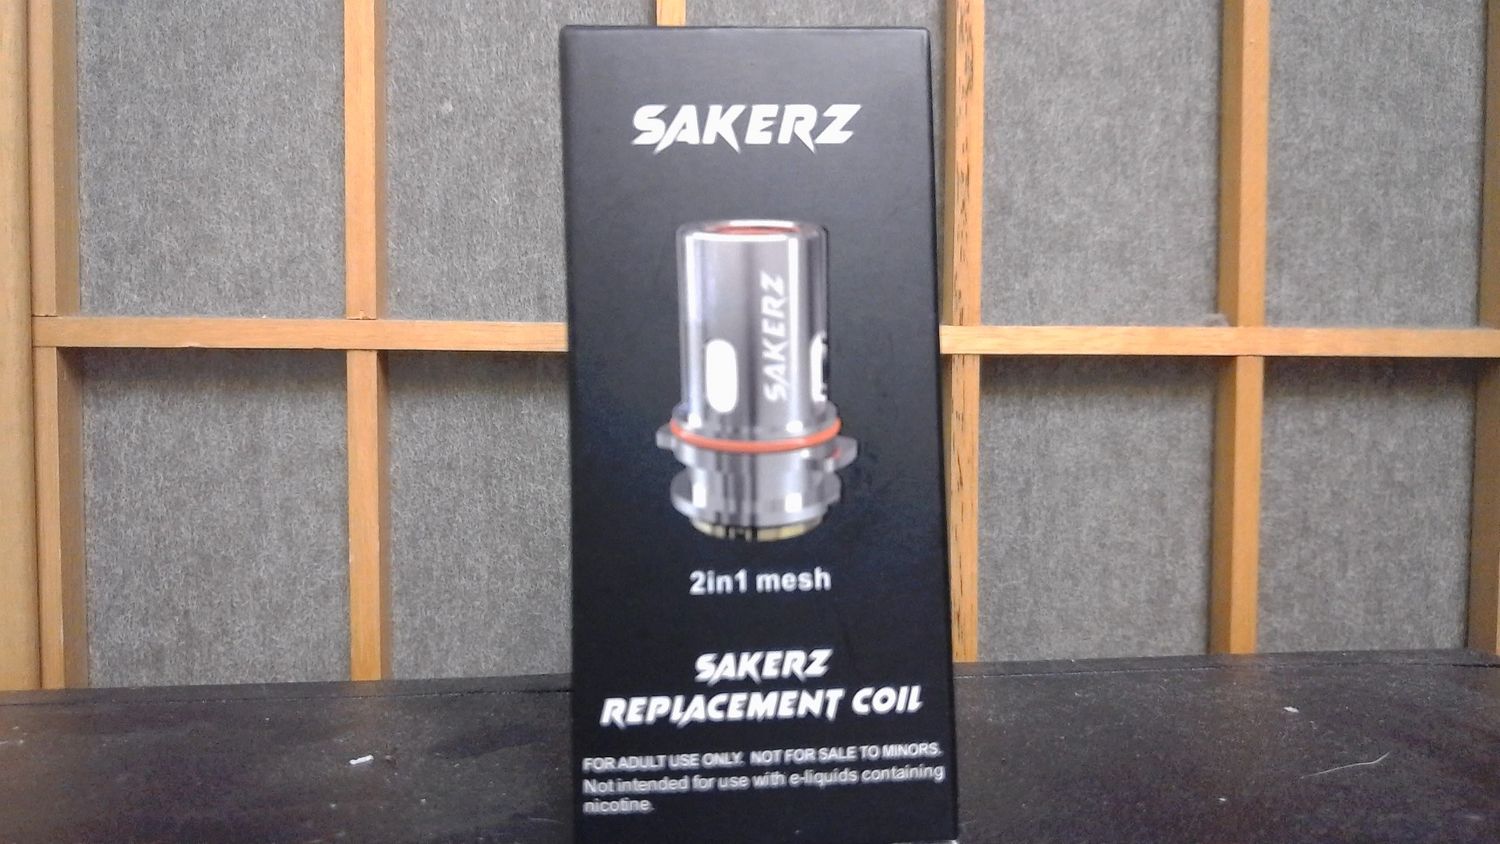 SAKERZ
SAKERZ
2in1 mesh
SAKERZ
REPLACEMENT COIL
FOR ADULT USE ONLY. NOT FOR SALE TO MINORS.
Not intended for use with e-liquids containing
nicotine.